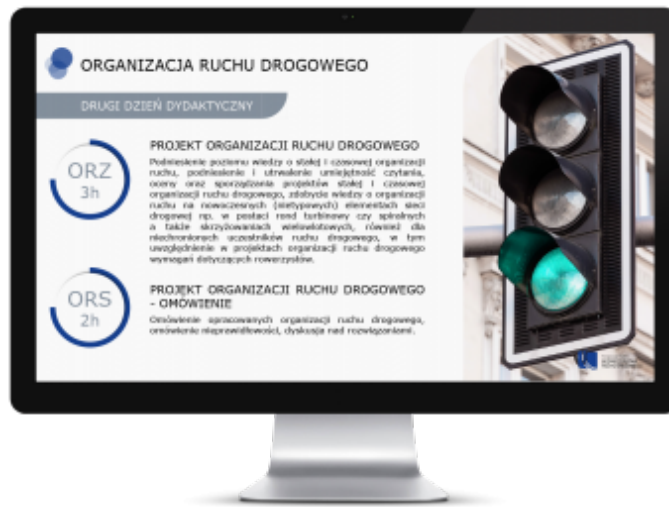 ORGANIZACJA RUCHU DROGOWEGO
DRUGI DZIEŃ DYDAKTYCZNY
ORZ
3h
PROJEKT ORGANIZACJI RUCHU DROGOWEGO
Podniesienie poziomu wiedzy o stałej i czasowej organizacji
ruchu, podniesienie i utrwalenie umiejętność czytania,
oceny oraz sporządzania projektów stałej i czasowej
organizacji ruchu drogowego, zdobycie wiedzy o organizacji
ruchu na nowoczesnych (nietypowych) elementach sieci
drogowej np. w postaci rond turbinowy czy spiralnych
a także skrzyżowaniach wielowlotowych, również dla
niechronionych uczestników ruchu drogowego, w tym
uwzględnienie w projektach organizacji ruchu drogowego
wymagań dotyczących rowerzystów.
ORS
2h
PROJEKT ORGANIZACJI RUCHU DROGOWEGO
- OMÓWIENIE
Omówienie opracowanych organizacji ruchu drogowego,
omówienie nieprawidłowości, dyskusja nad rozwiązaniami.